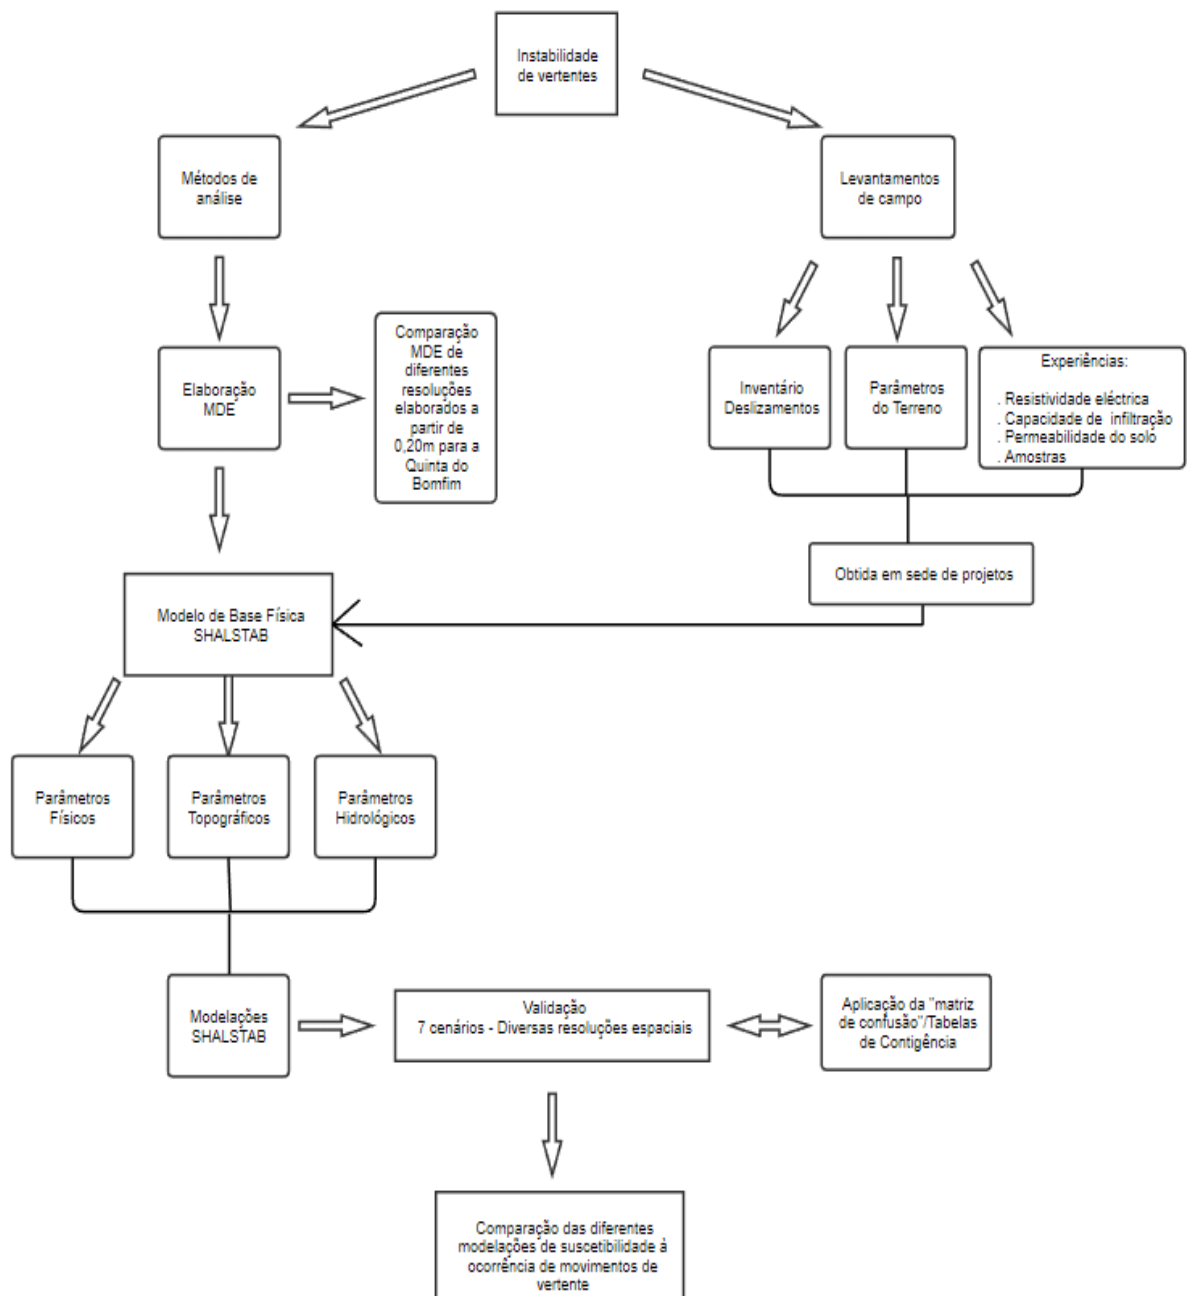 Instabilidade
de vertentes
Métodos de
análise
Levantamentos
de campo
Elaboração
MDE
Comparação
MDE de
diferentes
resoluções
elaborados a
partir de
0,20m para a
Quinta do
Bomfim
Inventário
Deslizamentos
Parâmetros
do Terreno
Experiências:
. Resistividade eléctrica
. Capacidade de infiltração
. Permeabilidade do solo
. Amostras
Obtida em sede de projetos
Modelo de Base Física
SHALSTAB
Parâmetros
Físicos
Parâmetros
Topográficos
Parâmetros
Hidrológicos
Modelações
SHALSTAB
Validação
7 cenários - Diversas resoluções espaciais
Aplicação da "matriz
de confusão"/Tabelas
de Contigência
Comparação das diferentes
modelações de suscetibilidade à
ocorrência de movimentos de
vertente